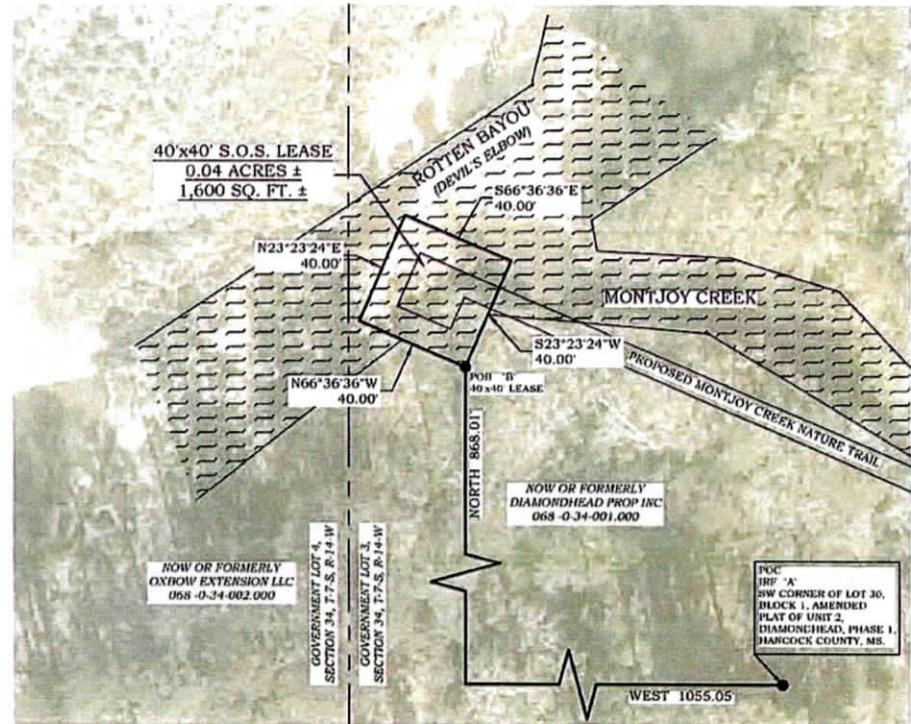 40'x40' S.O.S. LEASE
0.04 ACRES ±
1,600 SQ. FT. ±
ROTTEN BAYOU
(DEVIL'S ELBOW)
S66°36'36"E
40.00'
N23°23'24"E
40.00'
MONTJOY CREEK
S23°23'24"W
40.00'
N66°36'36"W
40.00'
"B"
40'x40' LEASE
PROPOSED MONTJOY CREEK NATURE TRAIL
NORTH 868.01'
NOW OR FORMERLY
DIAMONDHEAD PROP INC
068 -0-34-001.000
NOW OR FORMERLY
OXBOW EXTENSION LLC
068 -0-34-002.000
GOVERNMENT LOT 4,
SECTION 34, T-7-S, R-14-W
GOVERNMENT LOT 3,
SECTION 34, T-7-S, R-14-W
POC
IRF "A"
SW CORNER OF LOT 30,
BLOCK 1, AMENDED
PLAT OF UNIT 2,
DIAMONDHEAD, PHASE 1,
HANCOCK COUNTY, MS.
WEST 1055.05'